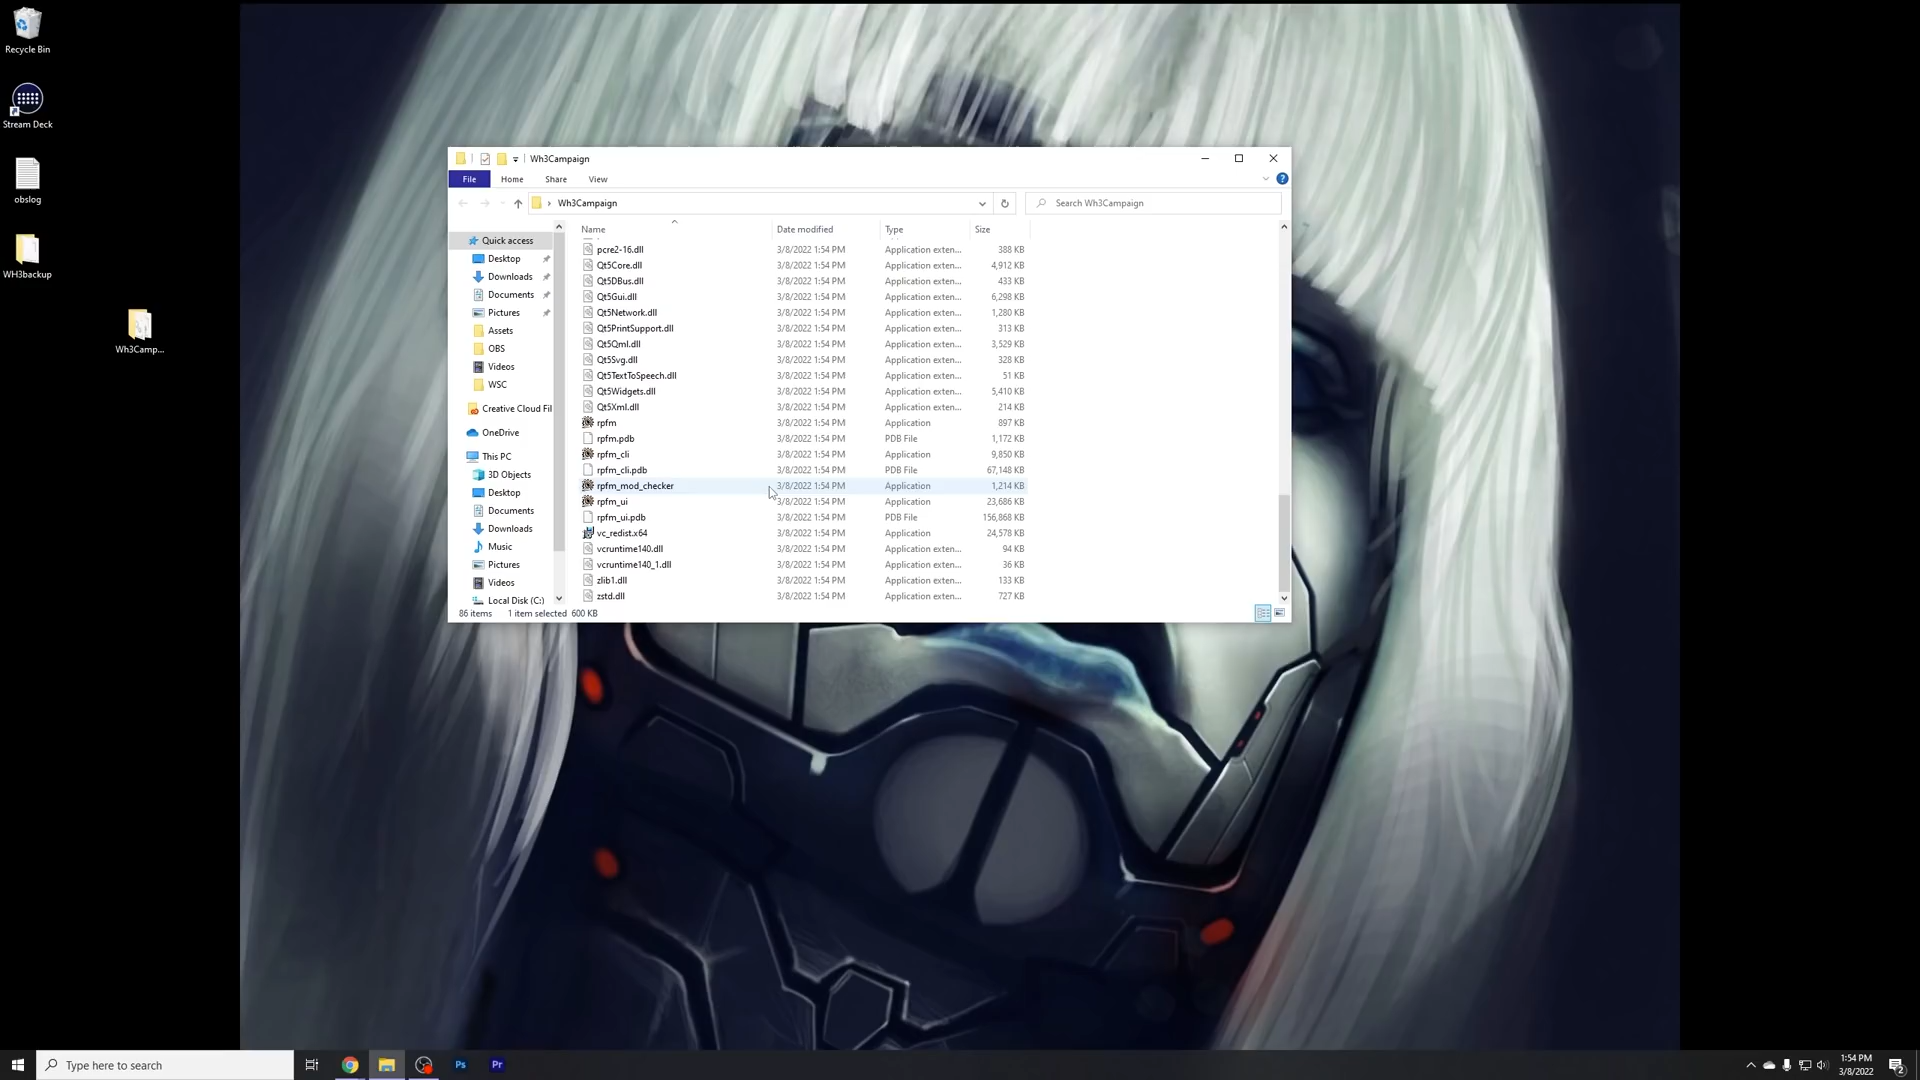 Recycle Bin
Stream Deck
obslog
WH3backup
Wh3Camp...
Wh3Campaign
File Home Share View
Wh3Campaign
Search Wh3Campaign
Quick access
Desktop
Downloads
Documents
Pictures
Assets
OBS
Videos
WSC
Creative Cloud Fil
OneDrive
This PC
3D Objects
Desktop
Documents
Downloads
Music
Pictures
Videos
Local Disk (C:)
Name Date modified Type Size
pcre2-16.dll 3/8/2022 1:54 PM Application exten... 388 KB
Qt5Core.dll 3/8/2022 1:54 PM Application exten... 4,912 KB
Qt5DBus.dll 3/8/2022 1:54 PM Application exten... 433 KB
Qt5Gui.dll 3/8/2022 1:54 PM Application exten... 6,298 KB
Qt5Network.dll 3/8/2022 1:54 PM Application exten... 1,280 KB
Qt5PrintSupport.dll 3/8/2022 1:54 PM Application exten... 313 KB
Qt5Qml.dll 3/8/2022 1:54 PM Application exten... 3,529 KB
Qt5Svg.dll 3/8/2022 1:54 PM Application exten... 328 KB
Qt5TextToSpeech.dll 3/8/2022 1:54 PM Application exten... 51 KB
Qt5Widgets.dll 3/8/2022 1:54 PM Application exten... 5,410 KB
Qt5Xml.dll 3/8/2022 1:54 PM Application exten... 214 KB
rpfm 3/8/2022 1:54 PM Application 897 KB
rpfm.pdb 3/8/2022 1:54 PM PDB File 1,172 KB
rpfm_cli 3/8/2022 1:54 PM Application 9,850 KB
rpfm_cli.pdb 3/8/2022 1:54 PM PDB File 67,148 KB
rpfm_mod_checker 3/8/2022 1:54 PM Application 1,214 KB
rpfm_ui 3/8/2022 1:54 PM Application 23,686 KB
rpfm_ui.pdb 3/8/2022 1:54 PM PDB File 156,868 KB
vc_redist.x64 3/8/2022 1:54 PM Application 24,578 KB
vcruntime140.dll 3/8/2022 1:54 PM Application exten... 94 KB
vcruntime140_1.dll 3/8/2022 1:54 PM Application exten... 36 KB
zlib1.dll 3/8/2022 1:54 PM Application exten... 133 KB
zstd.dll 3/8/2022 1:54 PM Application exten... 727 KB
86 items 1 item selected 600 KB
Type here to search
Ps
Pr
1:54 PM
3/8/2022
2